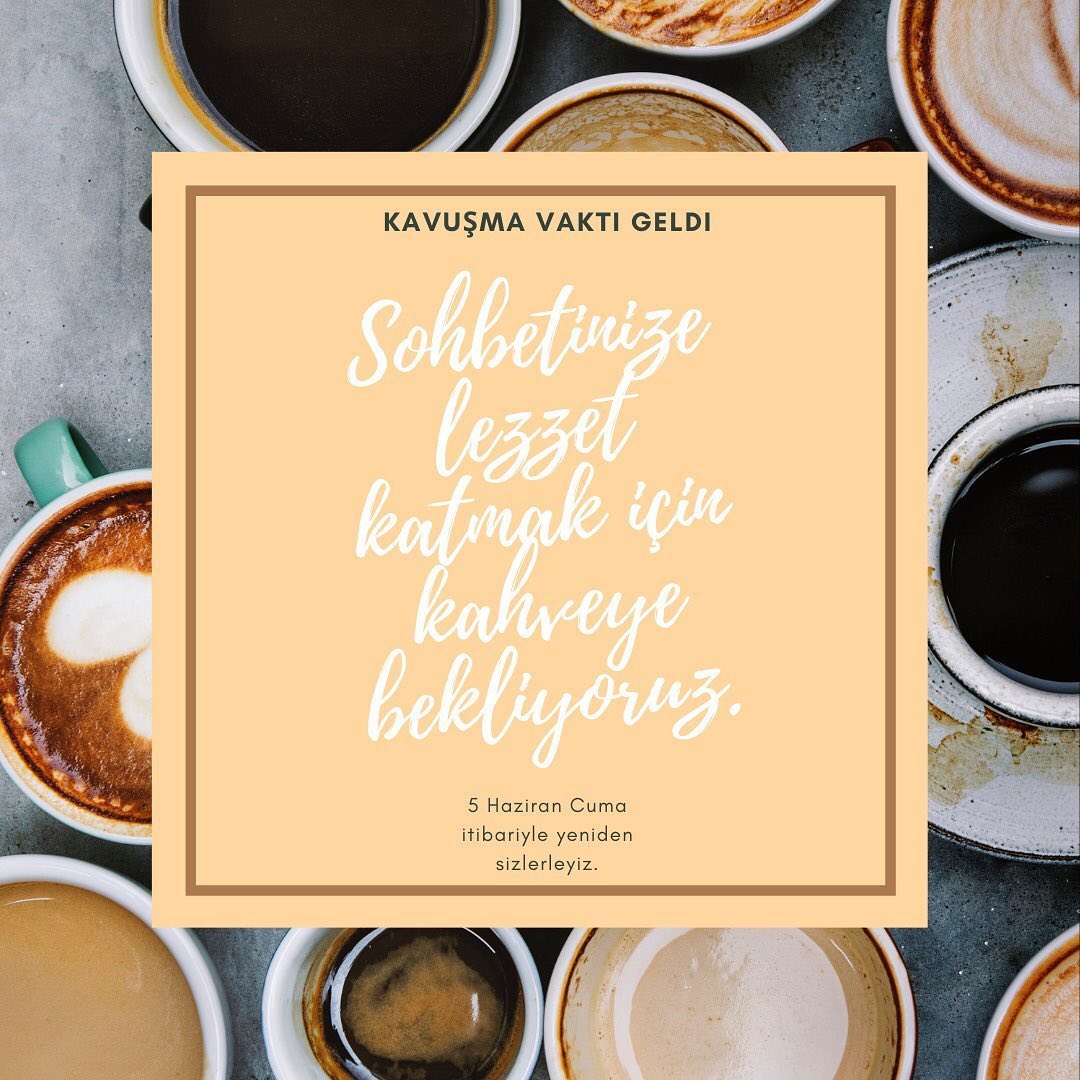 KAVUŞMA VAKTI GELDI
Sohbetinize
lezzet
katmak için
kahveye
bekliyoruz.
5 Haziran Cuma
itibariyle yeniden
sizlerleyiz.